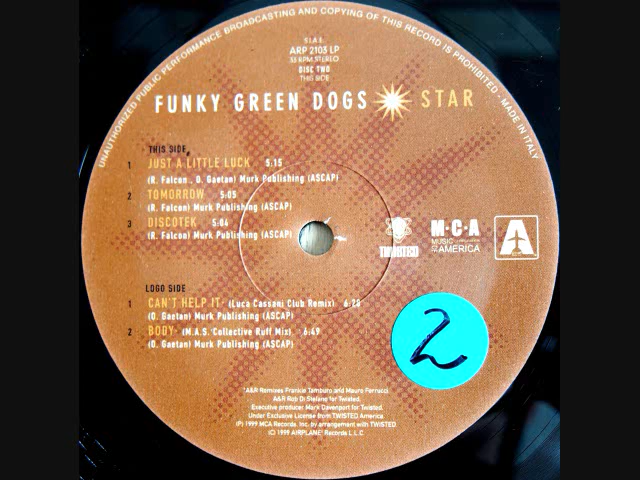 UNAUTHORIZED PUBLIC PERFORMANCE BROADCASTING AND COPYING OF THIS RECORD IS PROHIBITED - MADE IN ITALY
S.I.A.E.
ARP 2103 LP
33 RPM STEREO
DISC TWO
THIS SIDE
FUNKY GREEN DOGS STAR
THIS SIDE
1 JUST A LITTLE LUCK 5:15
(R. Falcon . O. Gaetan) Murk Publishing (ASCAP)
2 TOMORROW 5:05
(R. Falcon) Murk Publishing (ASCAP)
3 DISCOTEK 5:04
(R. Falcon) Murk Publishing (ASCAP)
TWISTED
M·C·A
MUSIC
AMERICA
A
LOGO SIDE
1 CAN'T HELP IT (Luca Cassani Club Remix) 6:28
(O. Gaetan) Murk Publishing (ASCAP)
2 BODY (M.A.S. Collective Ruff Mix) 6:49
(O. Gaetan) Murk Publishing (ASCAP)
2
A&R Remixes Frankie Tamburo and Mauro Ferrucci.
A&R Rob Di Stefano for Twisted.
Executive producer Mark Davenport for Twisted.
Under Exclusive License from TWISTED America.
(P) 1999 MCA Records. Inc. by arrangement with TWISTED
(C) 1999 AIRPLANE! Records L.L.C